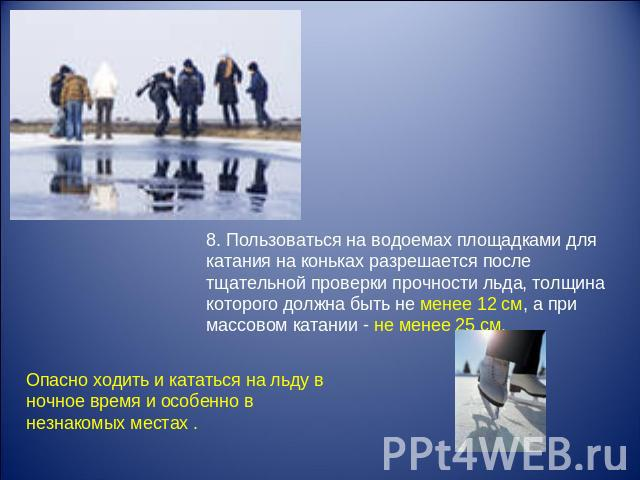 8. Пользоваться на водоемах площадками для
катания на коньках разрешается после
тщательной проверки прочности льда, толщина
которого должна быть не менее 12 см, а при
массовом катании - не менее 25 см.
Опасно ходить и кататься на льду в
ночное время и особенно в
незнакомых местах .
PPt4WEB.ru